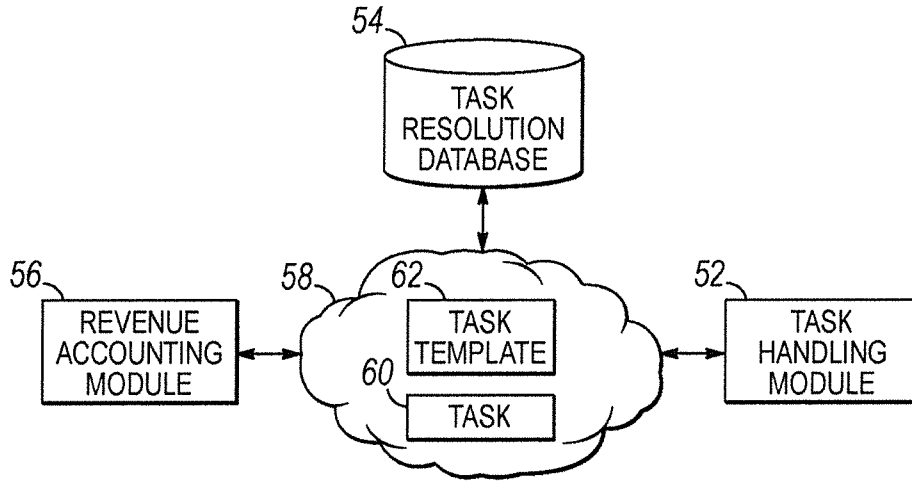 54
TASK
RESOLUTION
DATABASE
56
REVENUE
ACCOUNTING
MODULE
58
62
TASK
TEMPLATE
60
TASK
52
TASK
HANDLING
MODULE